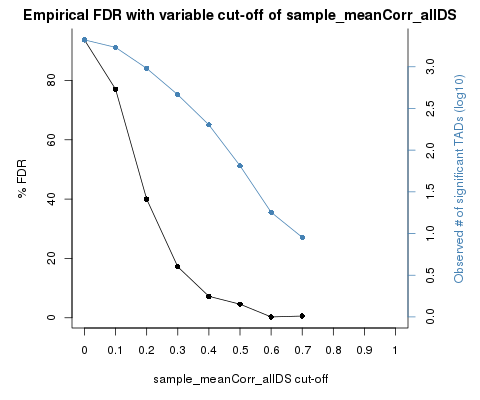 Empirical FDR with variable cut-off of sample_meanCorr_allDS
% FDR
80
60
40
20
0
3.0
2.5
2.0
1.5
1.0
0.5
0.0
Observed # of significant TADs (log10)
0 0.1 0.2 0.3 0.4 0.5 0.6 0.7 0.8 0.9 1
sample_meanCorr_allDS cut-off